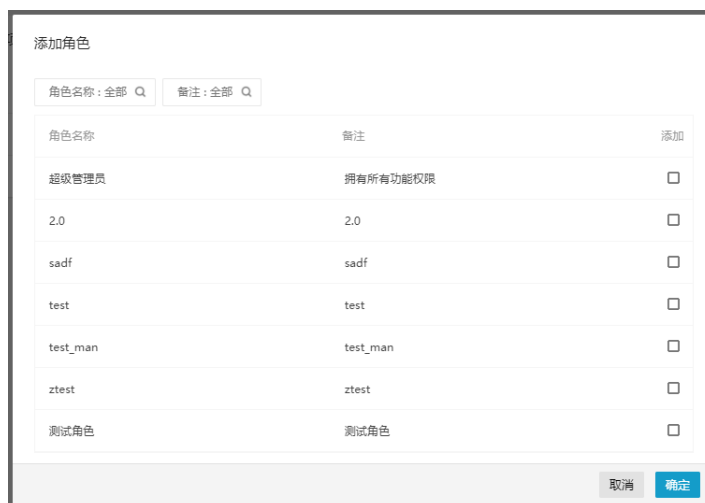 添加角色
角色名称 : 全部 备注 : 全部
角色名称 备注 添加
超级管理员 拥有所有功能权限
2.0 2.0
sadf sadf
test test
test_man test_man
ztest ztest
测试角色 测试角色
取消 确定